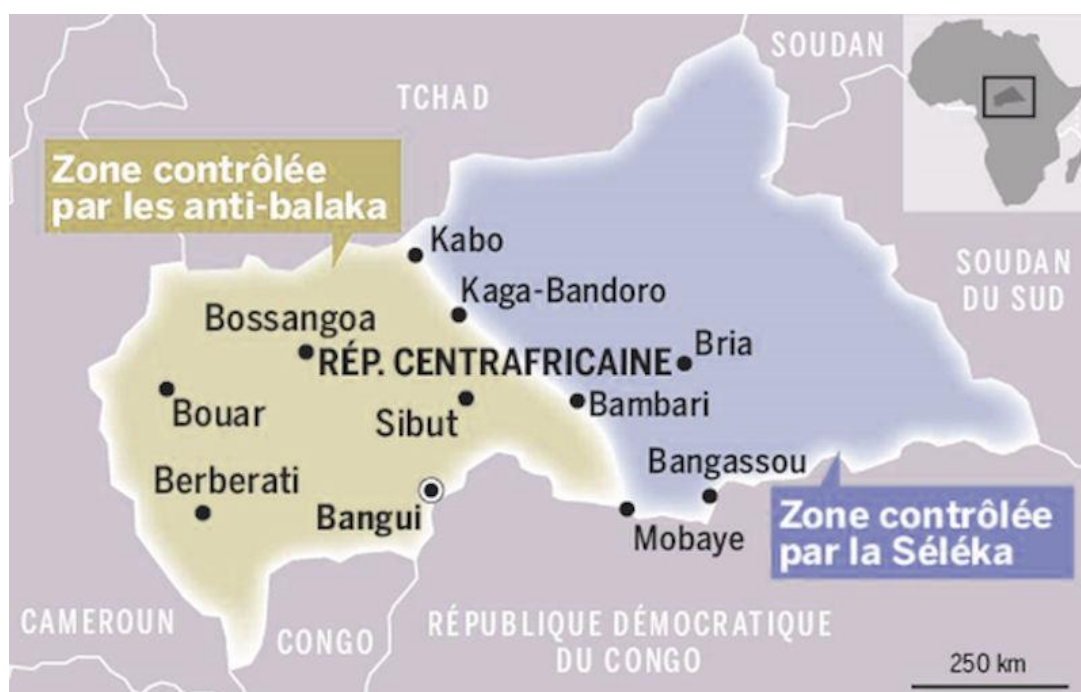 SOUDAN
TCHAD
Zone contrôlée
par les anti-balaka
Kabo
SOUDAN
DU SUD
Kaga-Bandoro
Bossangoa
RÉP. CENTRAFRICAINE
Bria
Bouar
Sibut
Bambari
Berberati
Bangassou
Bangui
Mobaye
Zone contrôlée
par la Séléka
CAMEROUN
CONGO
RÉPUBLIQUE DÉMOCRATIQUE
DU CONGO
250 km